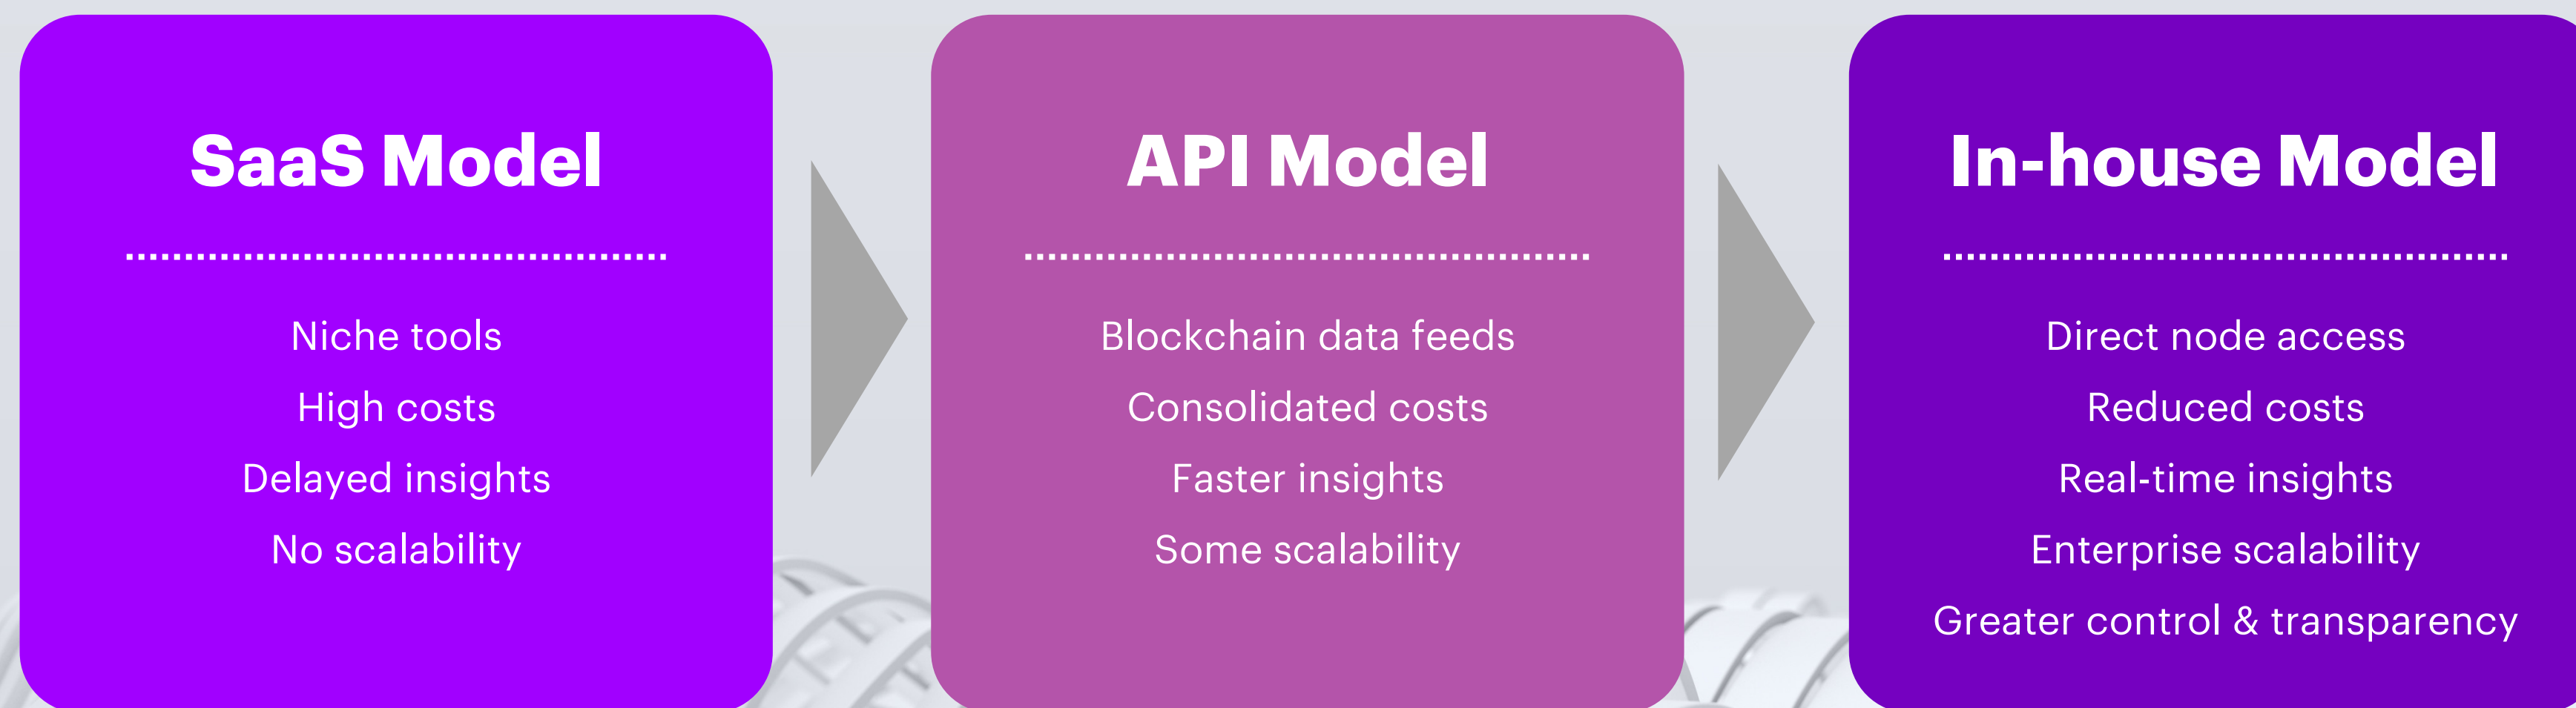 SaaS Model
Niche tools
High costs
Delayed insights
No scalability
API Model
Blockchain data feeds
Consolidated costs
Faster insights
Some scalability
In-house Model
Direct node access
Reduced costs
Real-time insights
Enterprise scalability
Greater control & transparency